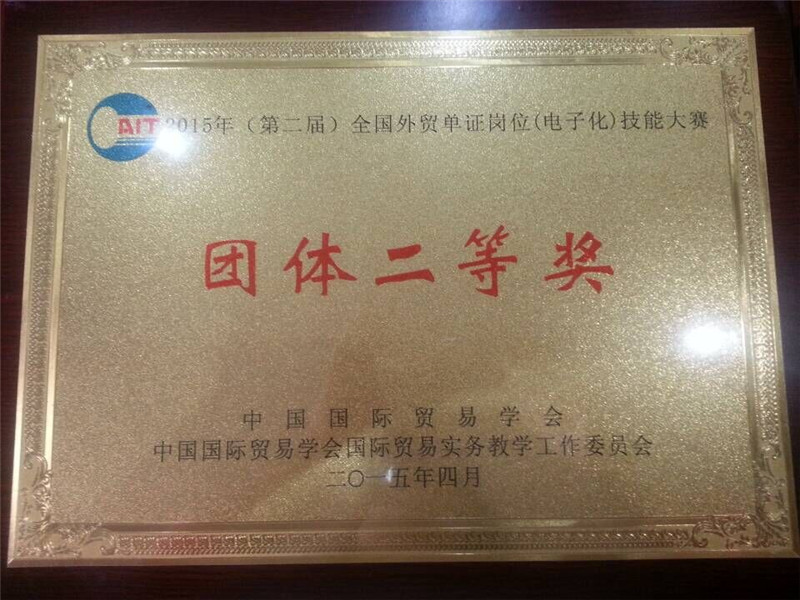 AIT
2015年（第二届）全国外贸单证岗位(电子化)技能大赛
团体二等奖
中国国际贸易学会
中国国际贸易学会国际贸易实务教学工作委员会
二〇一五年四月